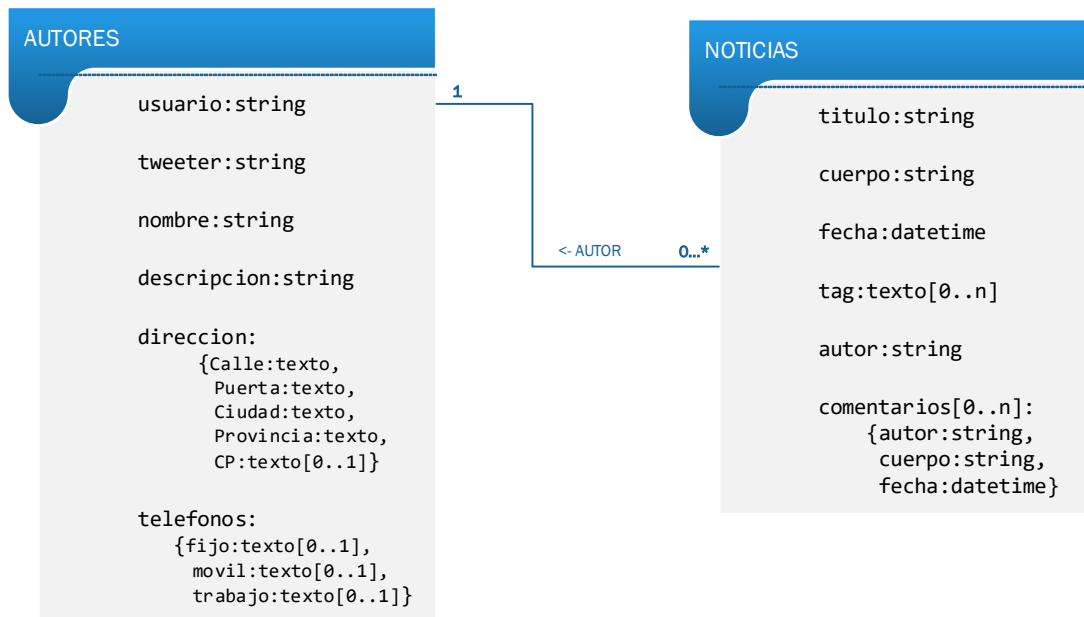 AUTORES
usuario:string
tweeter:string
nombre:string
descripcion:string
direccion:
{Calle:texto,
Puerta:texto,
Ciudad:texto,
Provincia:texto,
CP:texto[0..1]}
telefonos:
{fijo:texto[0..1],
movil:texto[0..1],
trabajo:texto[0..1]}
1
<- AUTOR
0...*
NOTICIAS
titulo:string
cuerpo:string
fecha:datetime
tag:texto[0..n]
autor:string
comentarios[0..n]:
{autor:string,
cuerpo:string,
fecha:datetime}